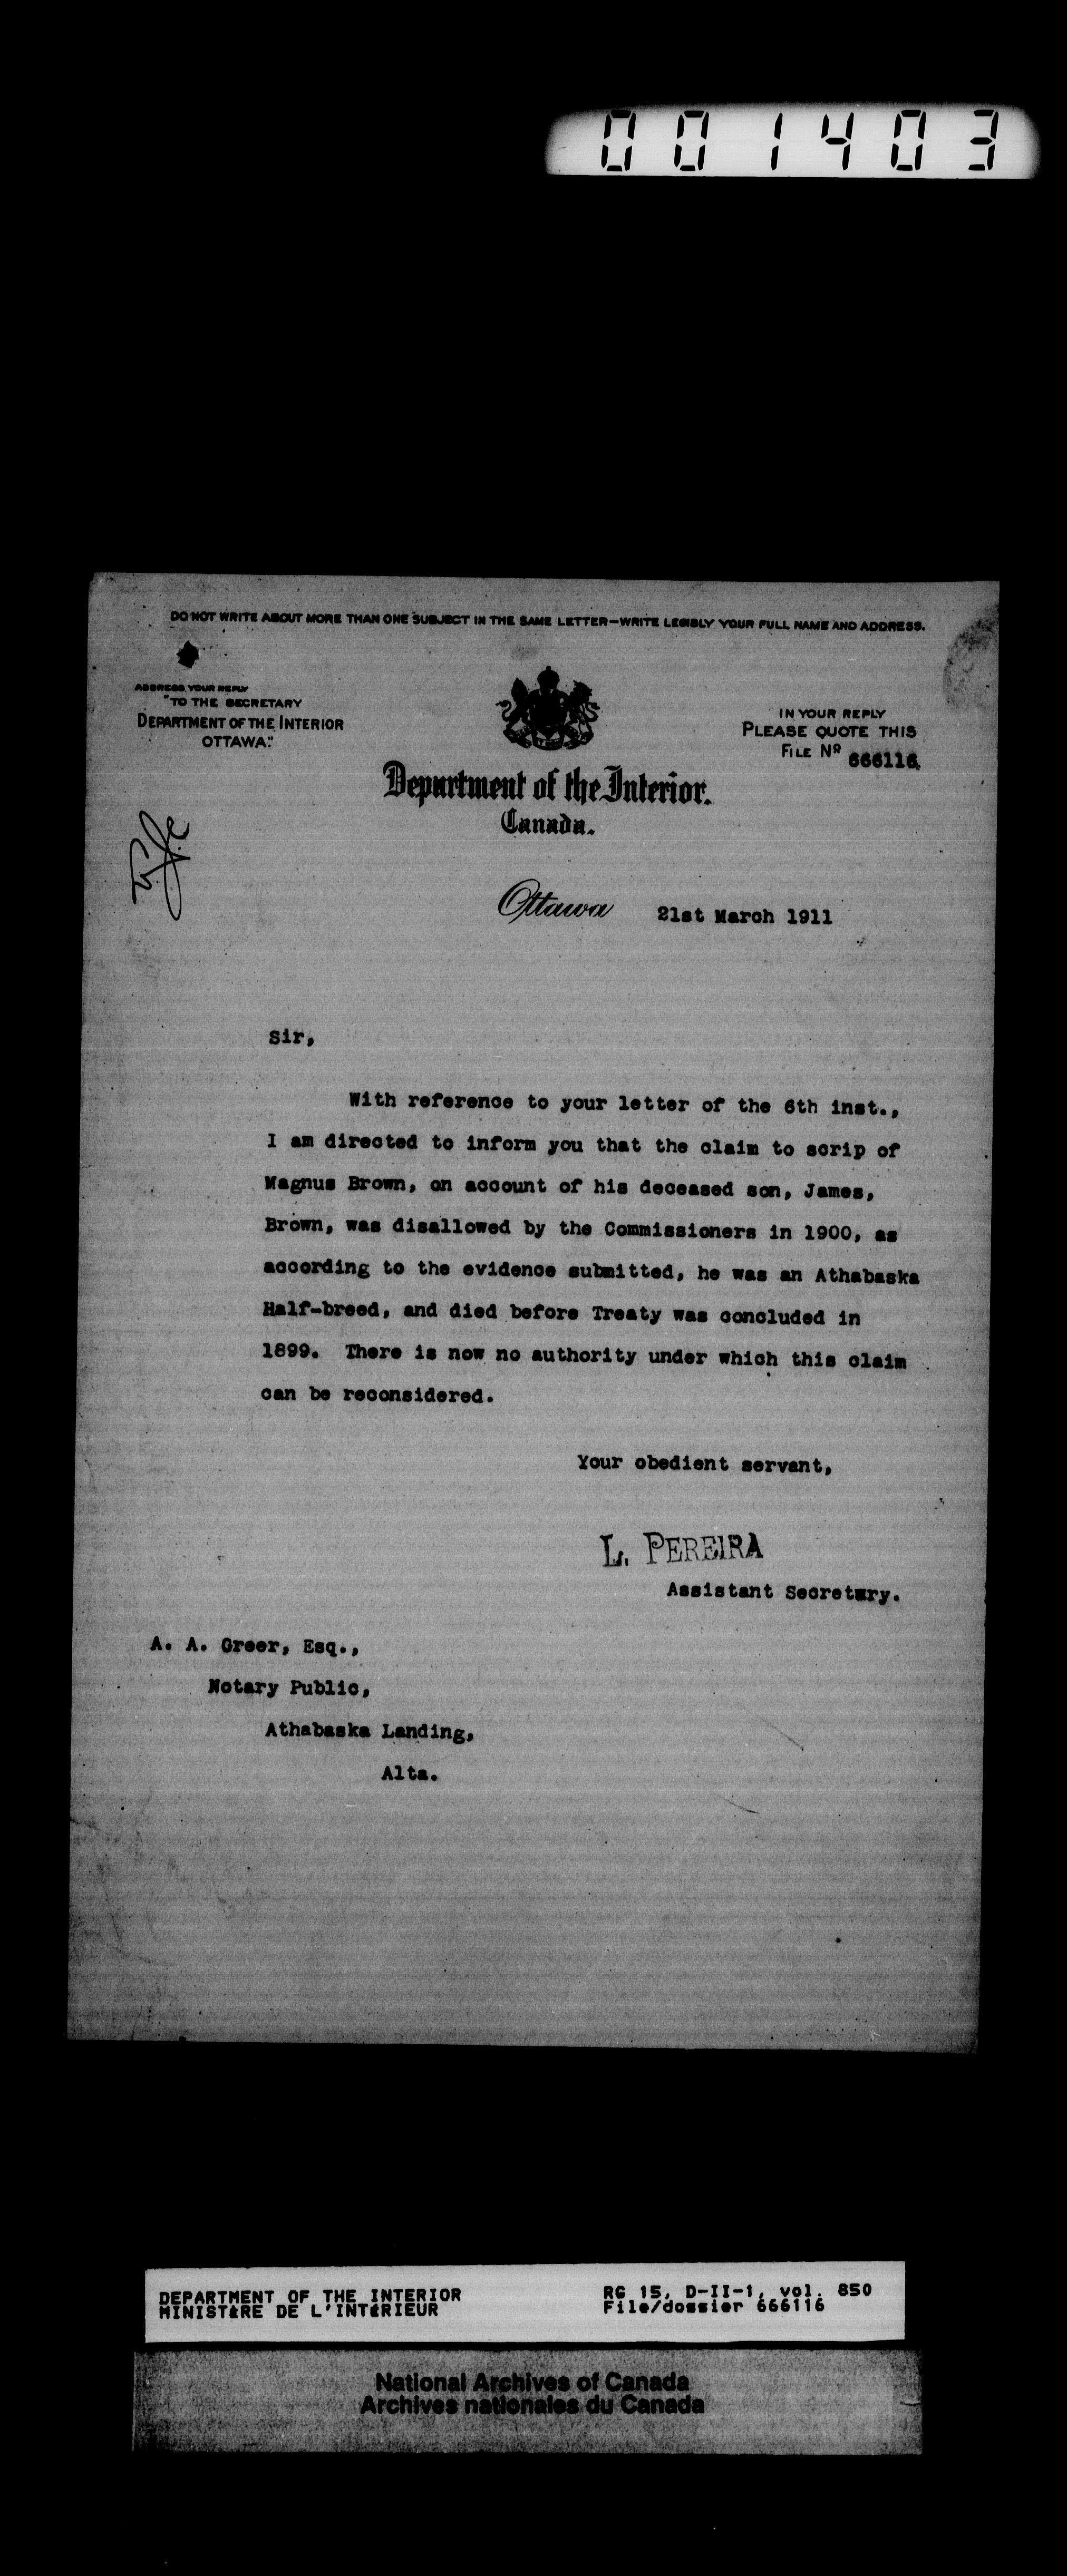 001403
DO NOT WRITE ABOUT MORE THAN ONE SUBJECT IN THE SAME LETTER—WRITE LEGIBLY YOUR FULL NAME AND ADDRESS.
ADDRESS YOUR REPLY
"TO THE SECRETARY
DEPARTMENT OF THE INTERIOR
OTTAWA."
IN YOUR REPLY
PLEASE QUOTE THIS
FILE No 666116.
Department of the Interior.
Canada.
Ottawa 21st March 1911
Sir,
With reference to your letter of the 6th inst.,
I am directed to inform you that the claim to scrip of
Magnus Brown, on account of his deceased son, James,
Brown, was disallowed by the Commissioners in 1900, as
according to the evidence submitted, he was an Athabaska
Half-breed, and died before Treaty was concluded in
1899. There is now no authority under which this claim
can be reconsidered.
Your obedient servant,
L. PEREIRA
Assistant Secretary.
A. A. Greer, Esq.,
Notary Public,
Athabaska Landing,
Alta.
DEPARTMENT OF THE INTERIOR
MINISTÈRE DE L'INTÉRIEUR
RG 15, D-II-1, vol. 850
File/dossier 666116
National Archives of Canada
Archives nationales du Canada